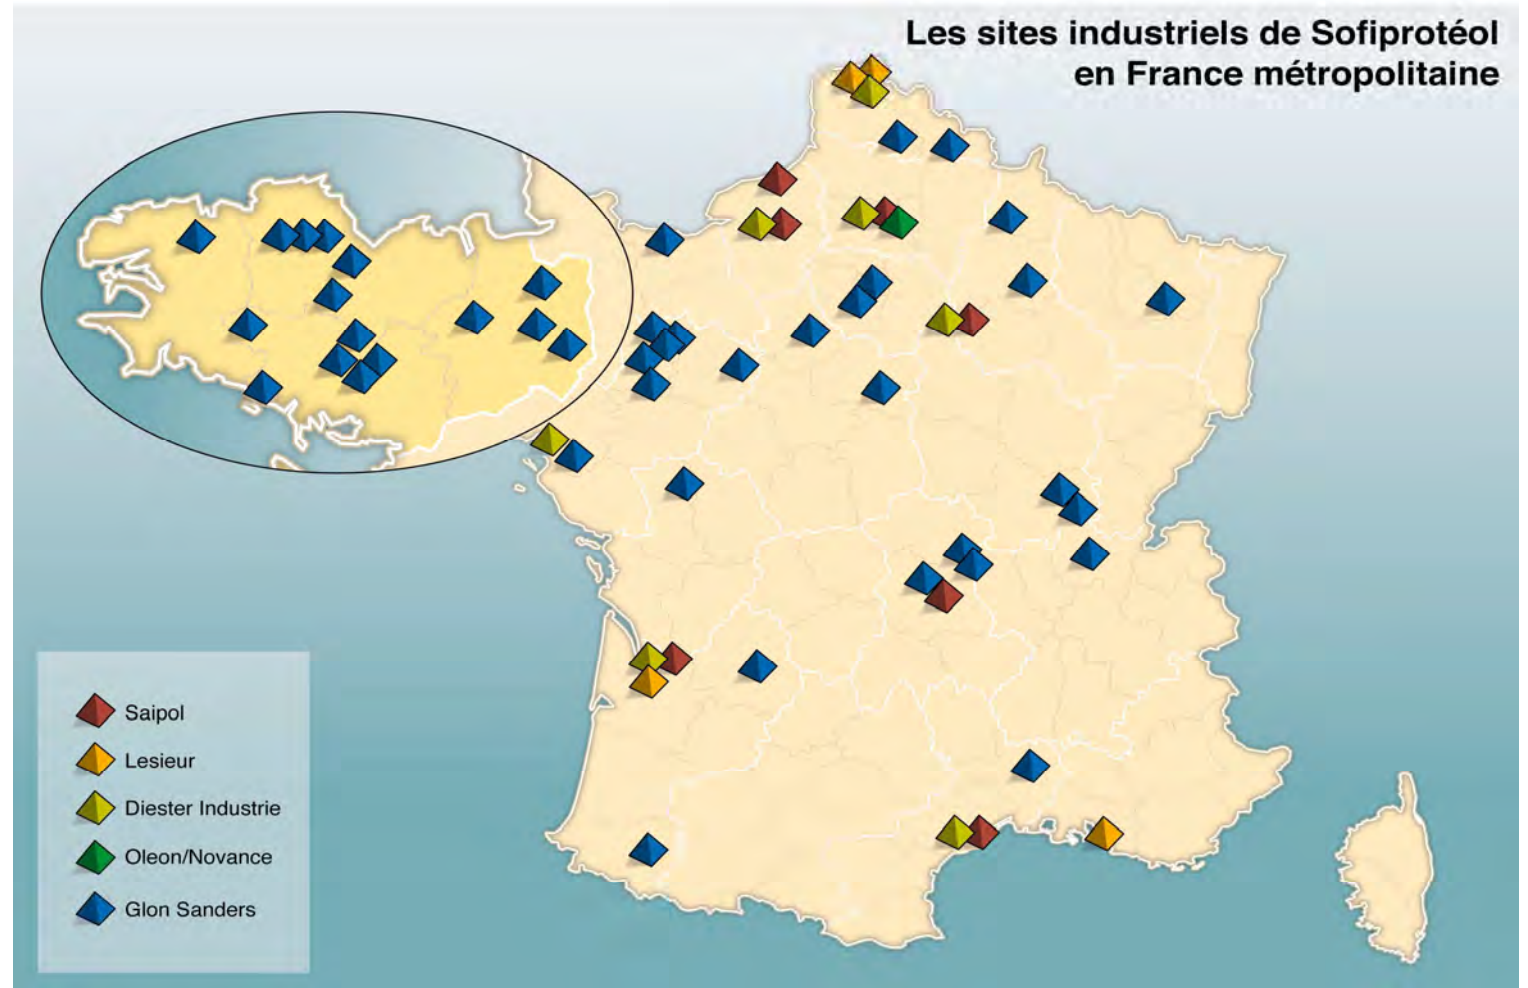 Les sites industriels de Sofiprotéol
en France métropolitaine
Saipol
Lesieur
Diester Industrie
Oleon/Novance
Glon Sanders